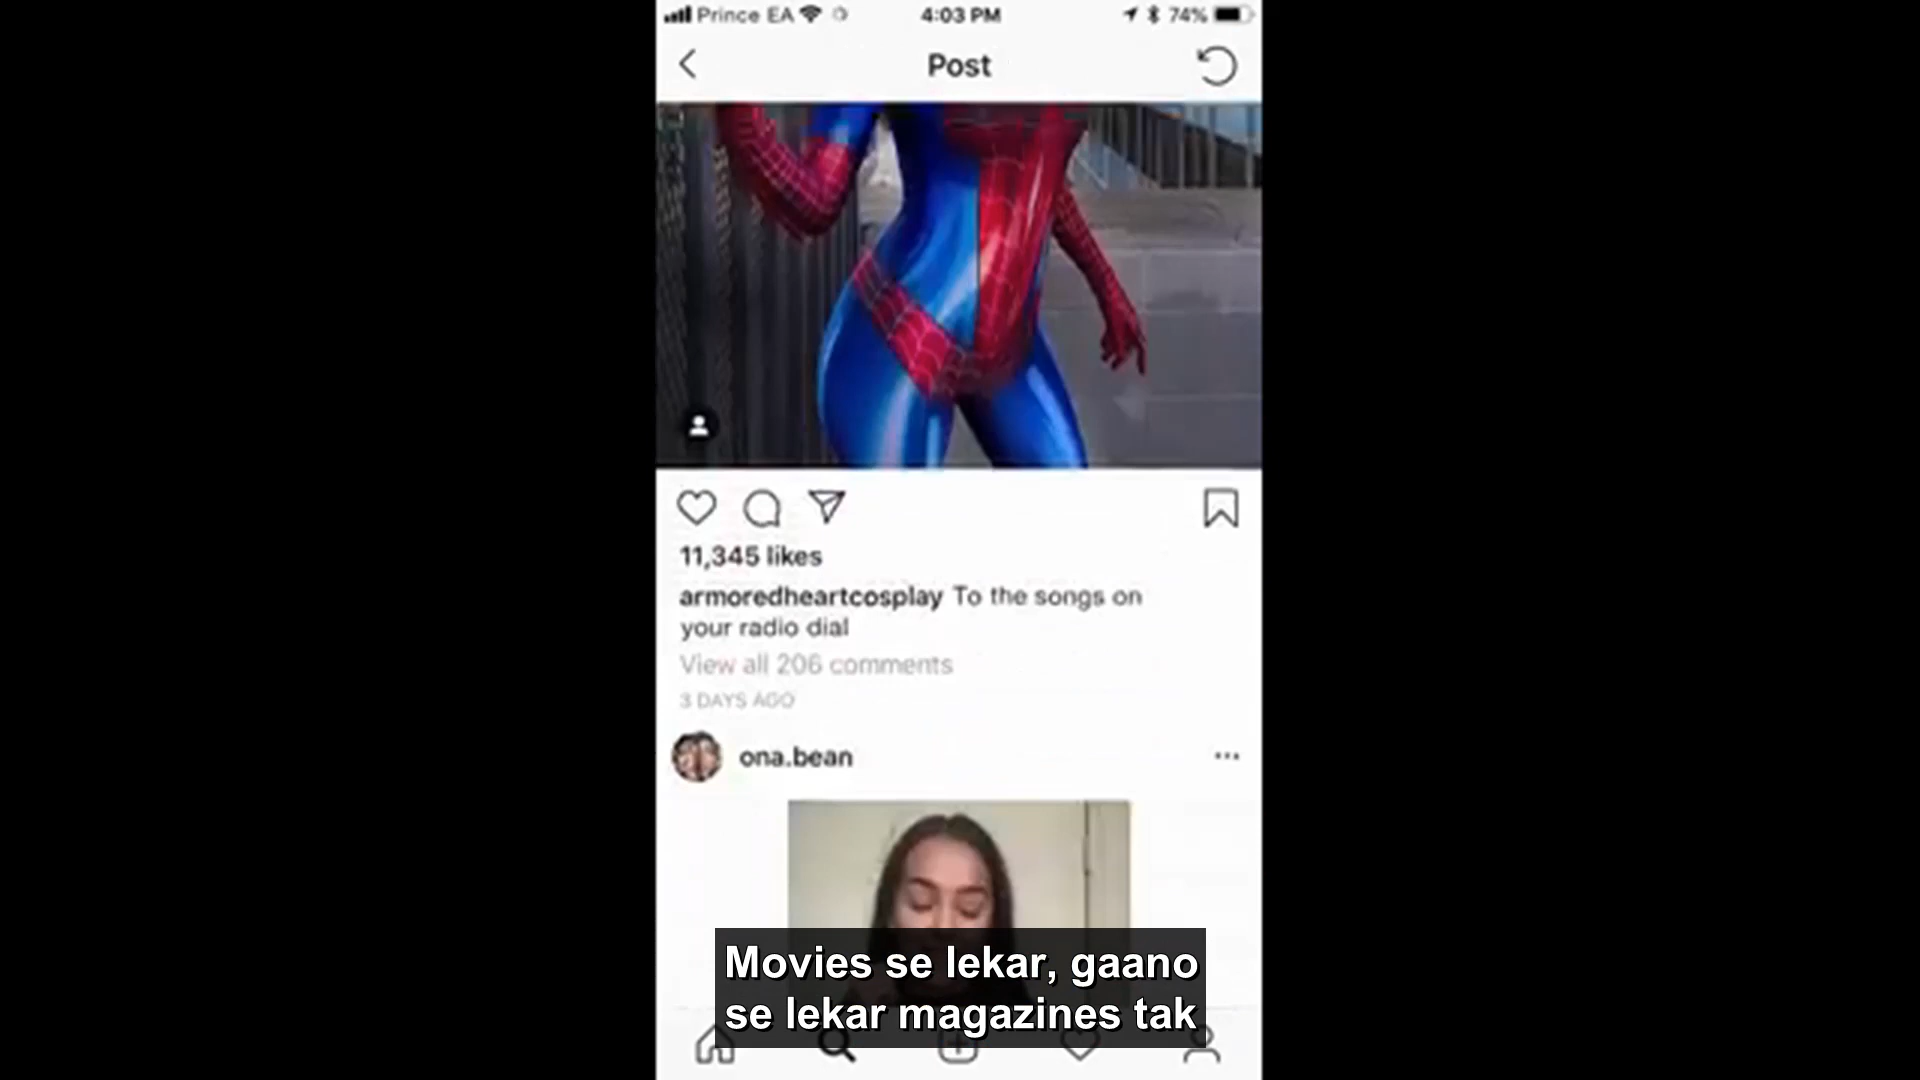 Prince EA 4:03 PM 74%
Post
11,345 likes
armoredheartcosplay To the songs on
your radio dial
View all 206 comments
3 DAYS AGO
ona.bean
Movies se lekar, gaano
se lekar magazines tak